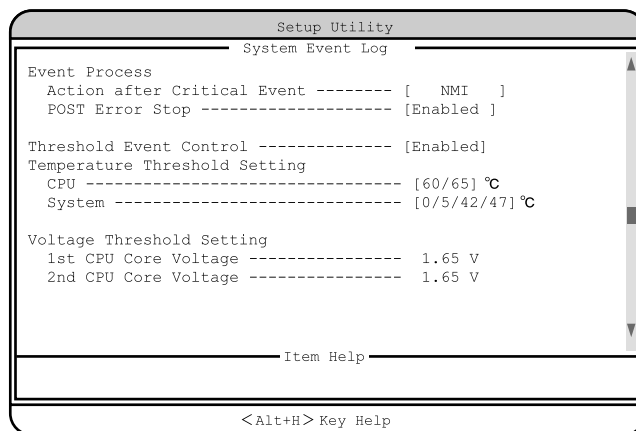 Setup Utility
System Event Log
Event Process
Action after Critical Event -------- [   NMI   ]
POST Error Stop -------------------- [Enabled ]
Threshold Event Control -------------- [Enabled]
Temperature Threshold Setting
CPU --------------------------------- [60/65] ℃
System ------------------------------ [0/5/42/47] ℃
Voltage Threshold Setting
1st CPU Core Voltage ----------------  1.65 V
2nd CPU Core Voltage ----------------  1.65 V
Item Help
<Alt+H> Key Help